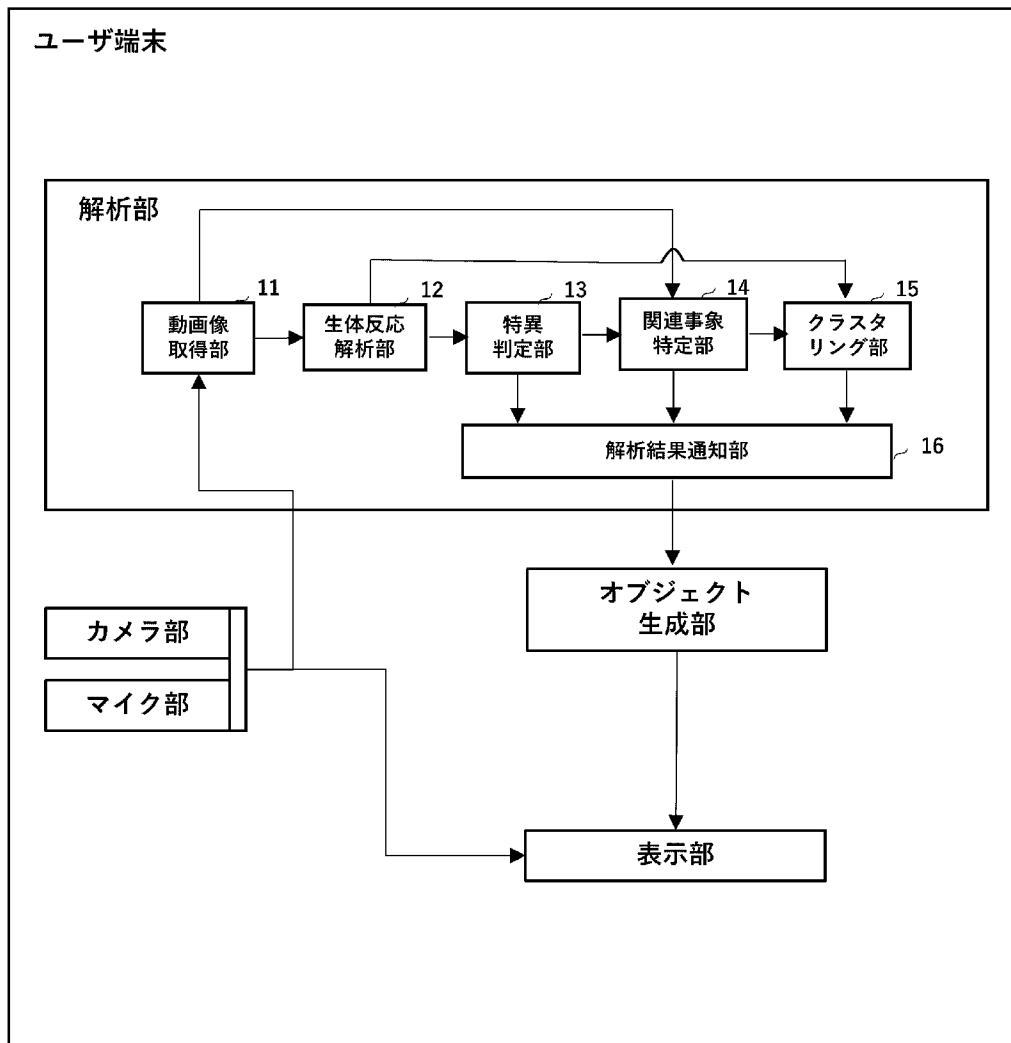 ユーザ端末
解析部
11
動画像
取得部
12
生体反応
解析部
13
特異
判定部
14
関連事象
特定部
15
クラスタ
リング部
解析結果通知部
16
オブジェクト
生成部
カメラ部
マイク部
表示部